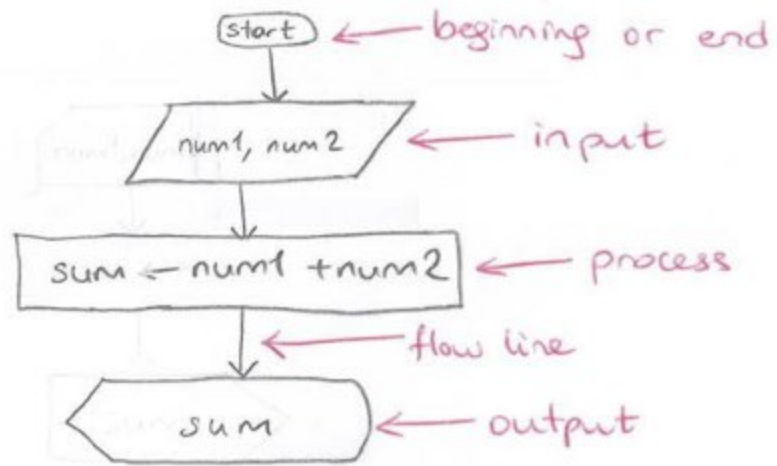 start ← beginning or end
num1, num2 ← input
sum ← num1 + num2 ← process
← flow line
sum ← output